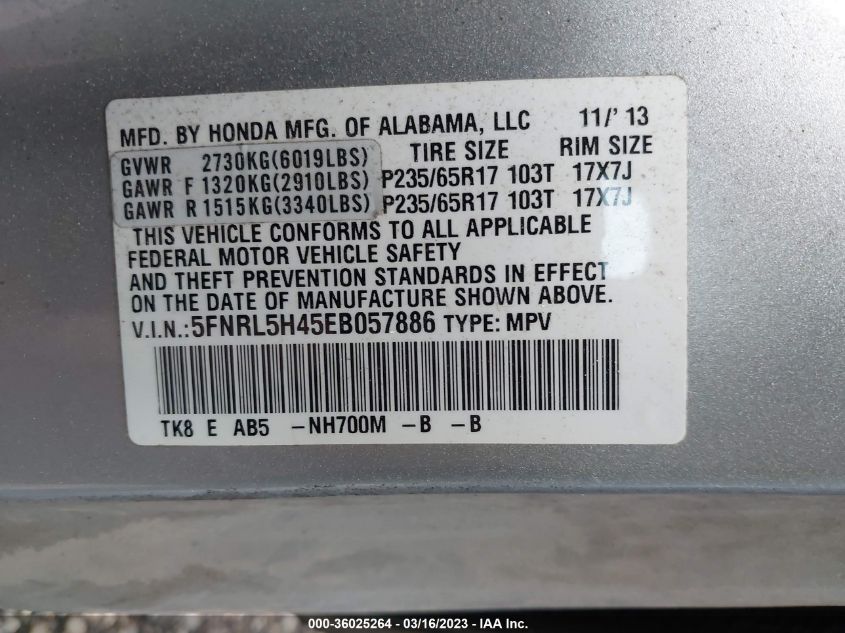 MFD. BY HONDA MFG. OF ALABAMA, LLC 11/' 13
GVWR 2730KG(6019LBS) TIRE SIZE RIM SIZE
GAWR F 1320KG(2910LBS) P235/65R17 103T 17X7J
GAWR R 1515KG(3340LBS) P235/65R17 103T 17X7J
THIS VEHICLE CONFORMS TO ALL APPLICABLE
FEDERAL MOTOR VEHICLE SAFETY
AND THEFT PREVENTION STANDARDS IN EFFECT
ON THE DATE OF MANUFACTURE SHOWN ABOVE.
V.I.N.:5FNRL5H45EB057886 TYPE: MPV
TK8 E AB5 -NH700M -B -B
000-36025264 - 03/16/2023 - IAA Inc.